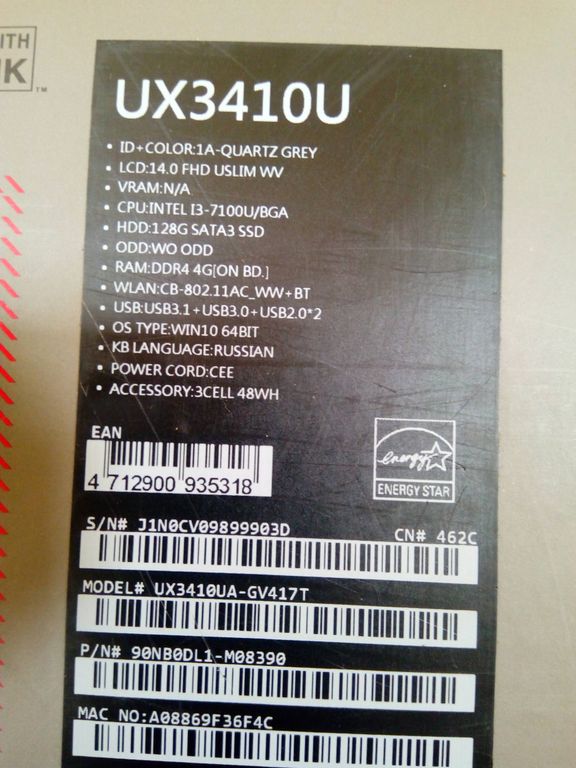 ITH
K
™
UX3410U
• ID+COLOR:1A-QUARTZ GREY
• LCD:14.0 FHD USLIM WV
• VRAM:N/A
• CPU:INTEL I3-7100U/BGA
• HDD:128G SATA3 SSD
• ODD:WO ODD
• RAM:DDR4 4G[ON BD.]
• WLAN:CB-802.11AC_WW+BT
• USB:USB3.1+USB3.0+USB2.0*2
• OS TYPE:WIN10 64BIT
• KB LANGUAGE:RUSSIAN
• POWER CORD:CEE
• ACCESSORY:3CELL 48WH
EAN
4 712900 935318
energy
ENERGY STAR
S/N# J1N0CV09899903D
CN# 462C
MODEL# UX3410UA-GV417T
P/N# 90NB0DL1-M08390
MAC NO:A08869F36F4C